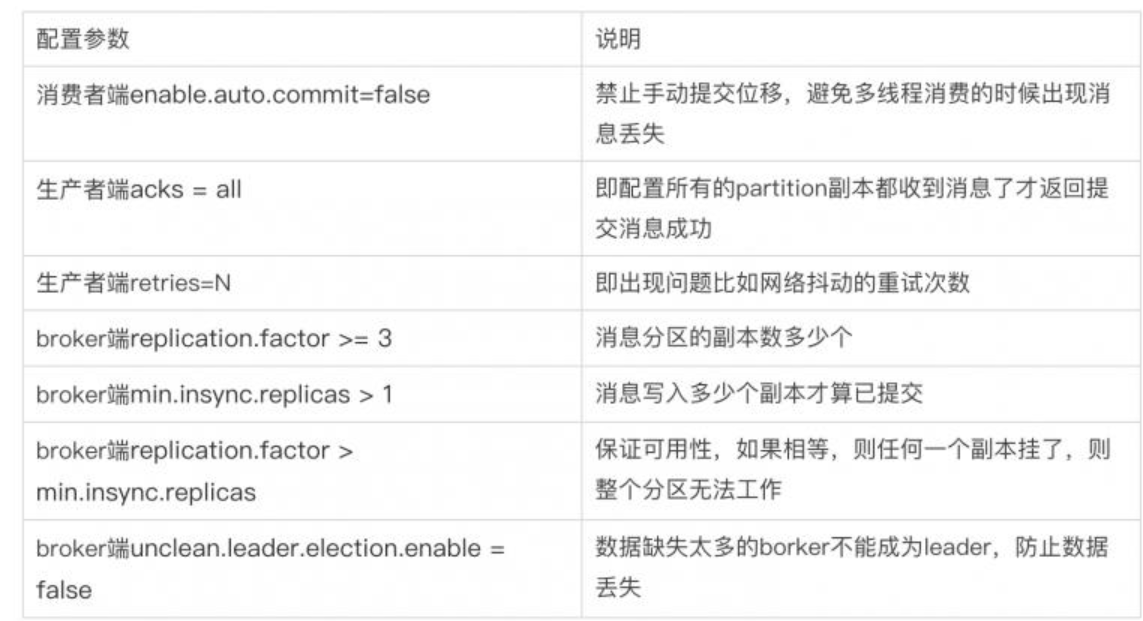 配置参数
说明
消费者端enable.auto.commit=false
禁止手动提交位移，避免多线程消费的时候出现消
息丢失
生产者端acks = all
即配置所有的partition副本都收到消息了才返回提
交消息成功
生产者端retries=N
即出现问题比如网络抖动的重试次数
broker端replication.factor >= 3
消息分区的副本数多少个
broker端min.insync.replicas > 1
消息写入多少个副本才算已提交
broker端replication.factor >
min.insync.replicas
保证可用性，如果相等，则任何一个副本挂了，则
整个分区无法工作
broker端unclean.leader.election.enable =
false
数据缺失太多的borker不能成为leader，防止数据
丢失